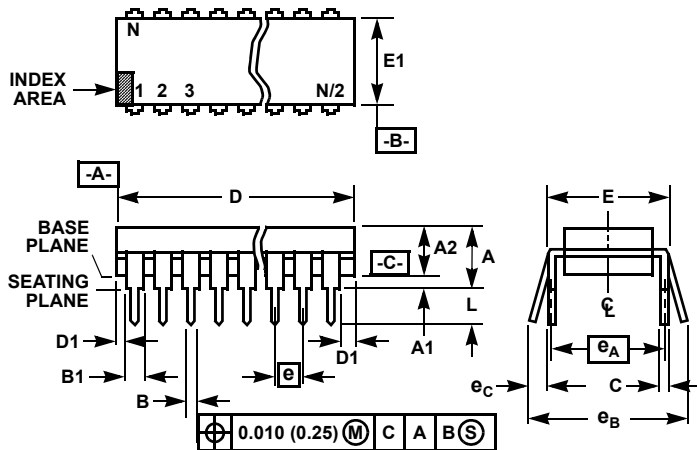 N
E1
INDEX
AREA
1 2 3 N/2
-B-
-A-
D
E
BASE
PLANE
A2
A
-C-
SEATING
PLANE
L
C
L
D1
A1
D1
eA
B1
e
eC
C
B
eB
0.010 (0.25) M C A B S